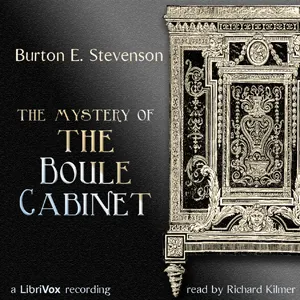 Burton E. Stevenson
THE MYSTERY OF
THE
BOULE
CABINET
a LibriVox recording
read by Richard Kilmer